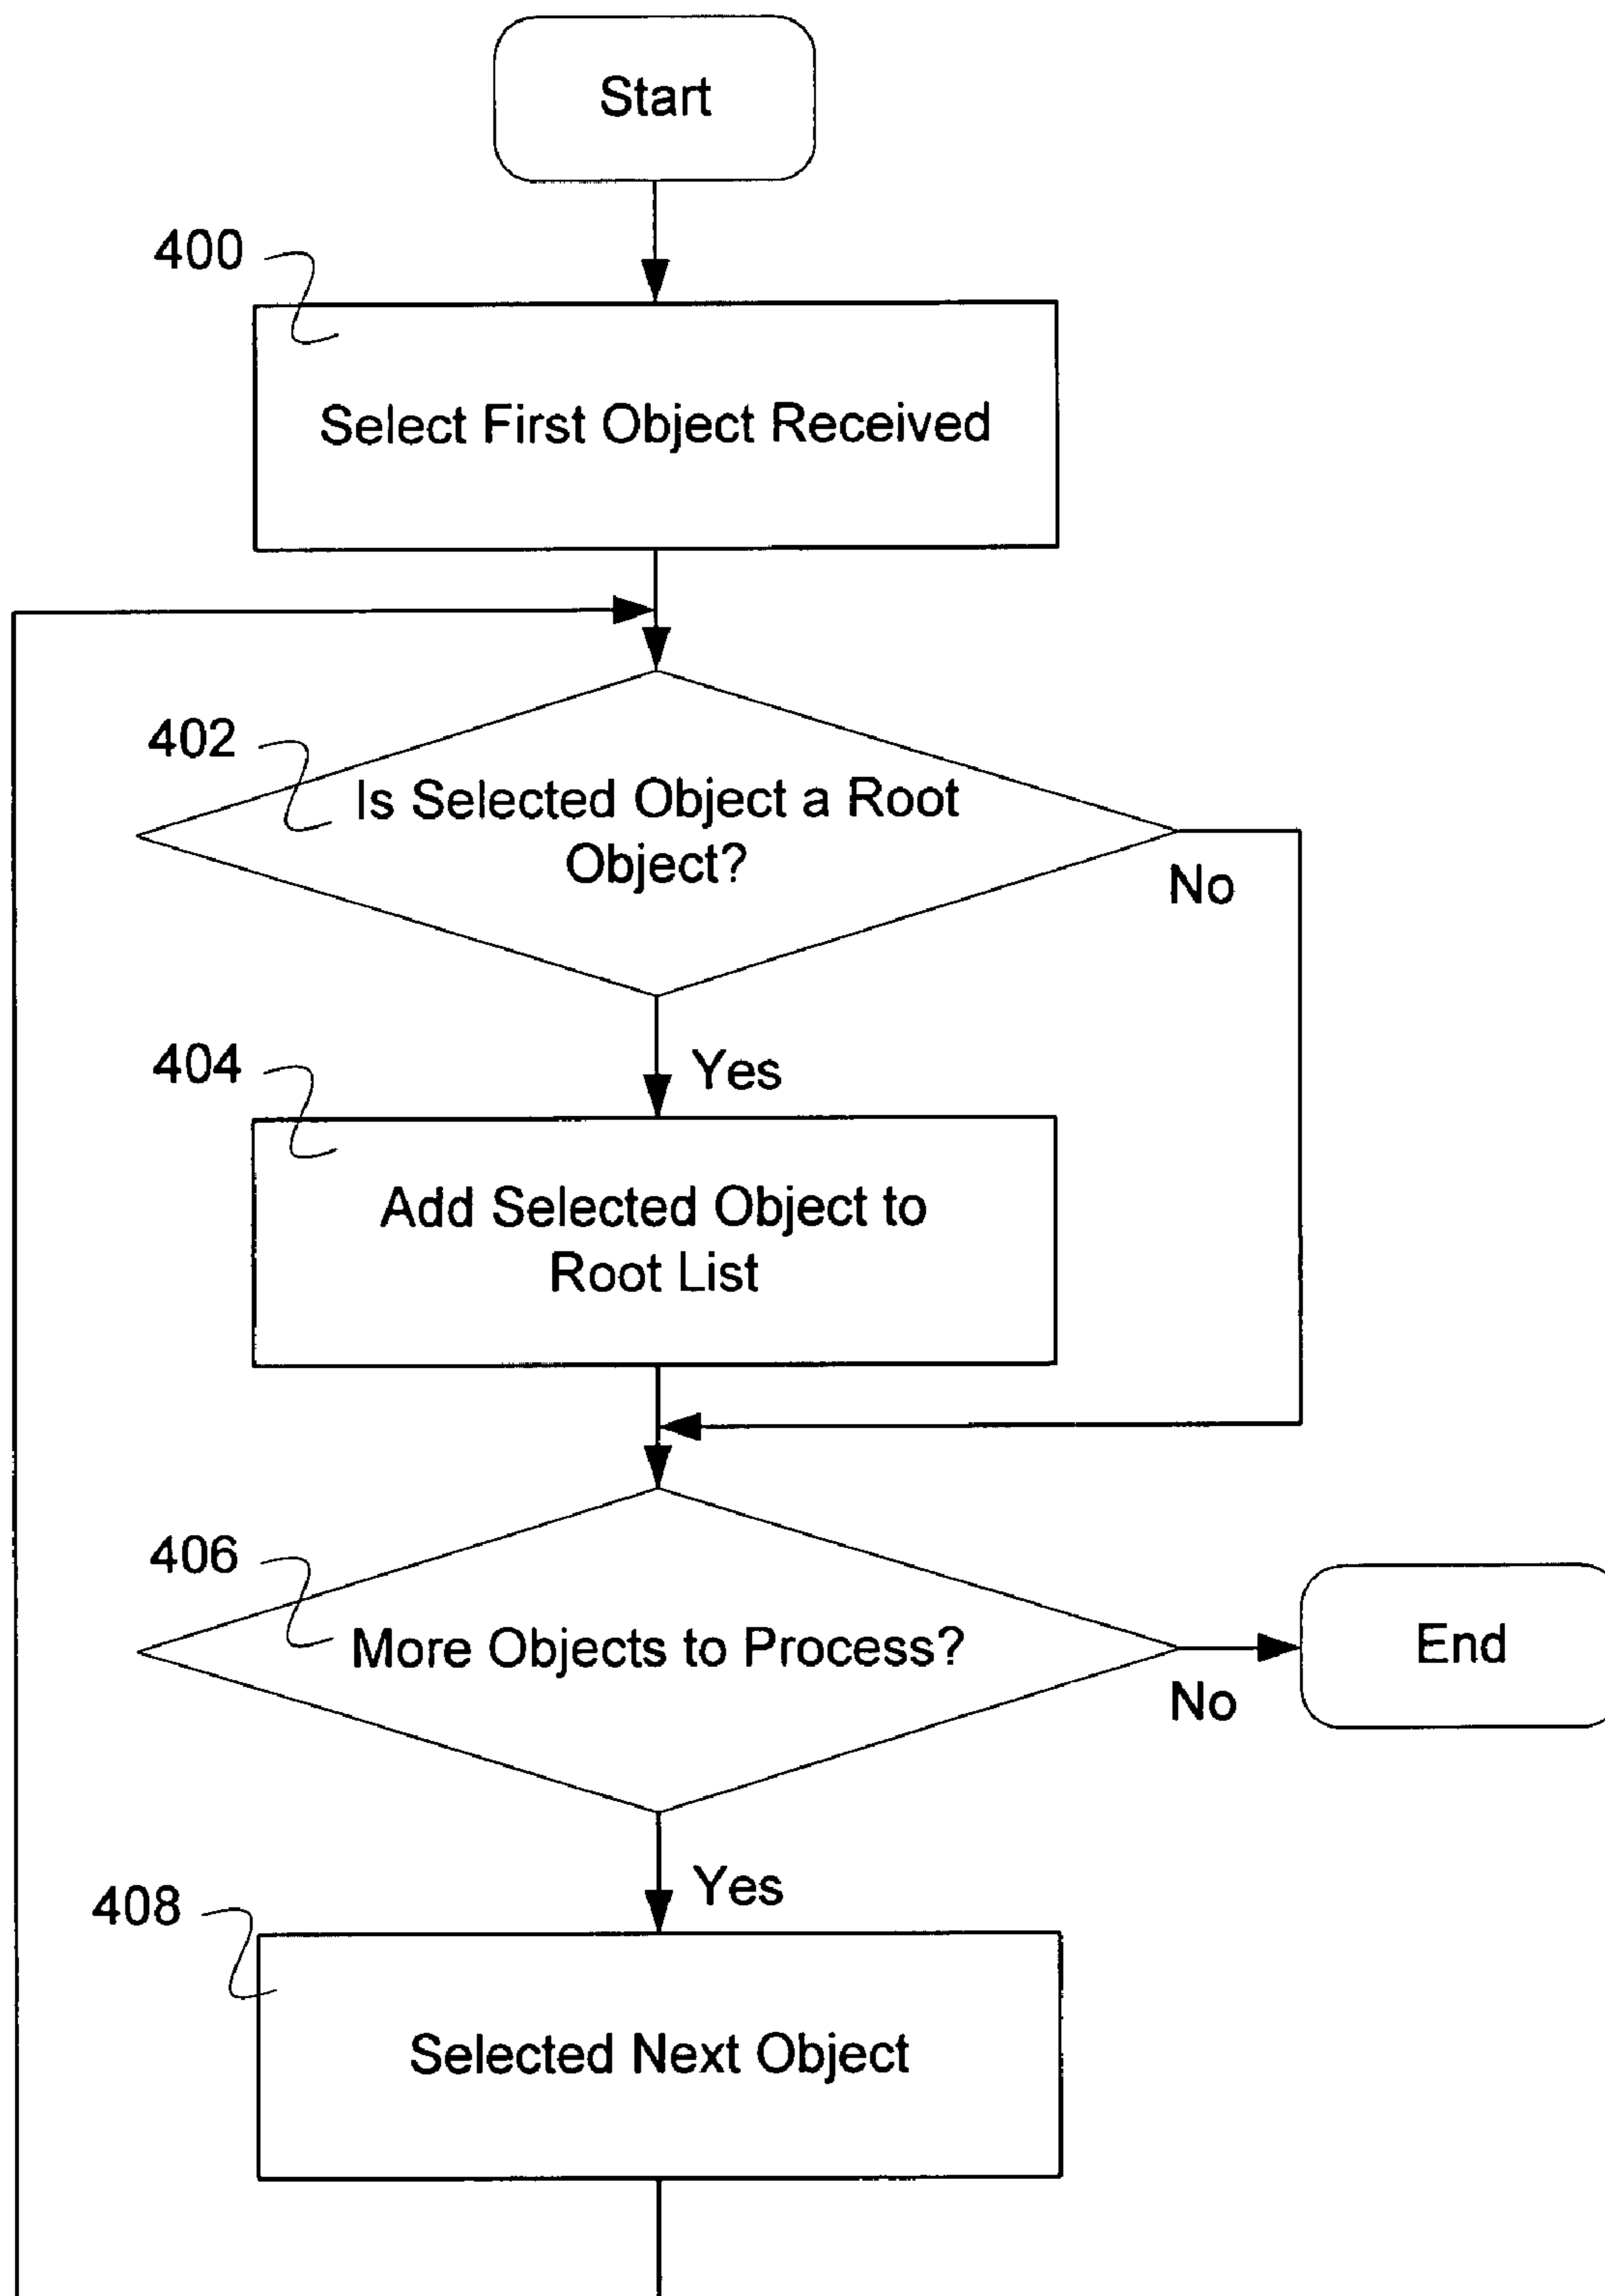 Start
400
Select First Object Received
402
Is Selected Object a Root
Object?
No
Yes
404
Add Selected Object to
Root List
406
More Objects to Process?
No
End
Yes
408
Selected Next Object